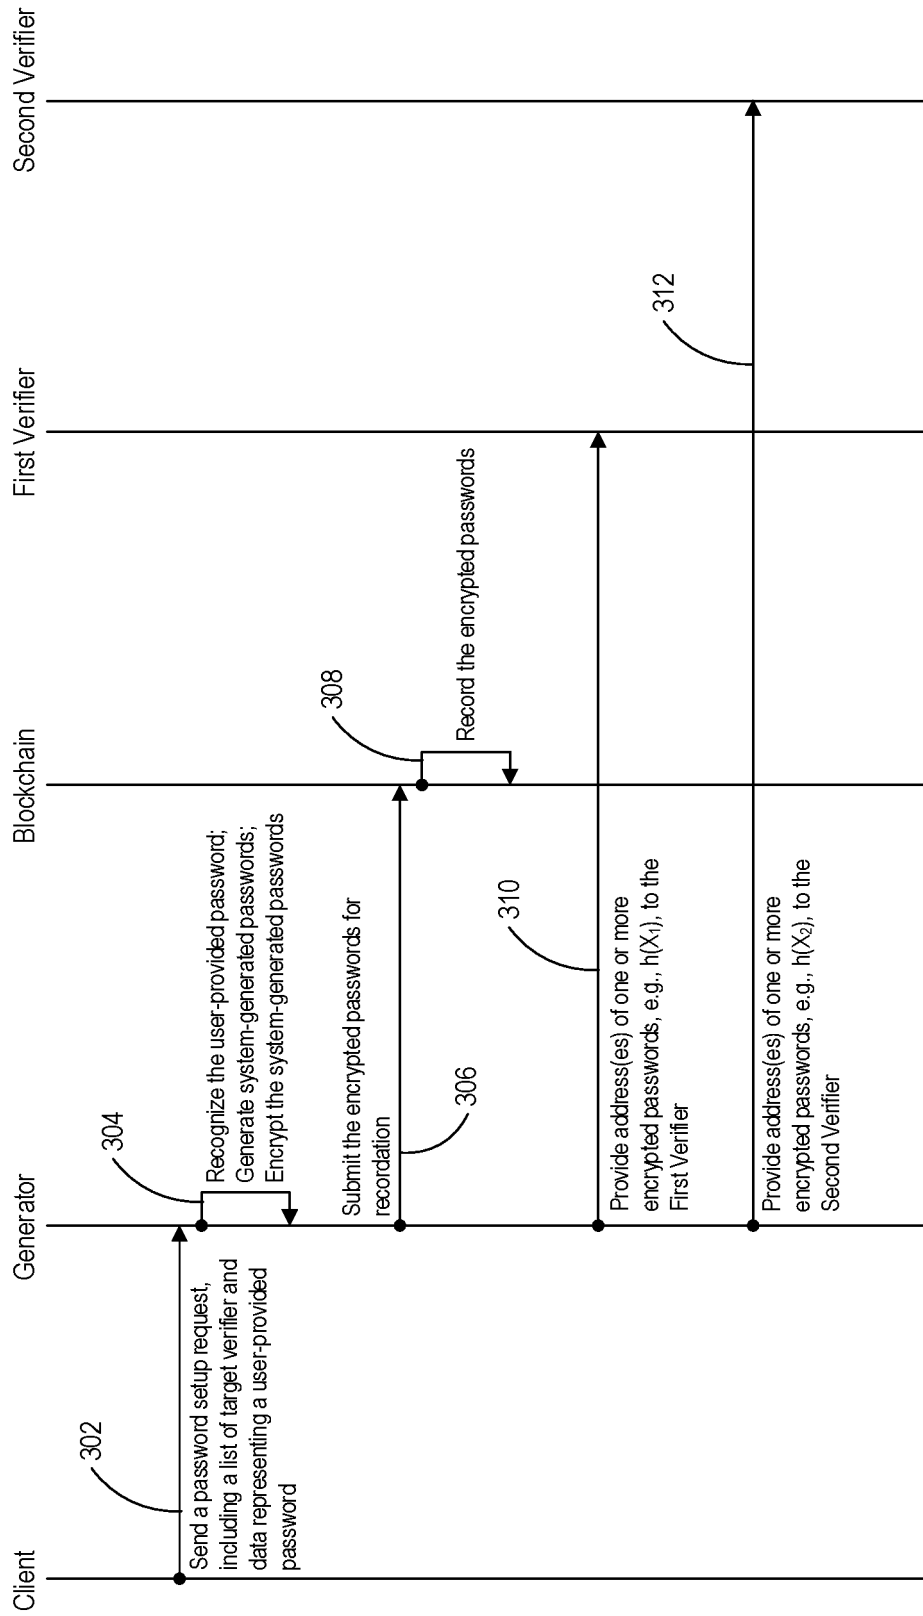 Client
Generator
Blockchain
First Verifier
Second Verifier
302
Send a password setup request,
including a list of target verifier and
data representing a user-provided
password
304
Recognize the user-provided password;
Generate system-generated passwords;
Encrypt the system-generated passwords
Submit the encrypted passwords for
recordation
306
308
Record the encrypted passwords
310
Provide address(es) of one or more
encrypted passwords, e.g., h(X₁), to the
First Verifier
312
Provide address(es) of one or more
encrypted passwords, e.g., h(X₂), to the
Second Verifier